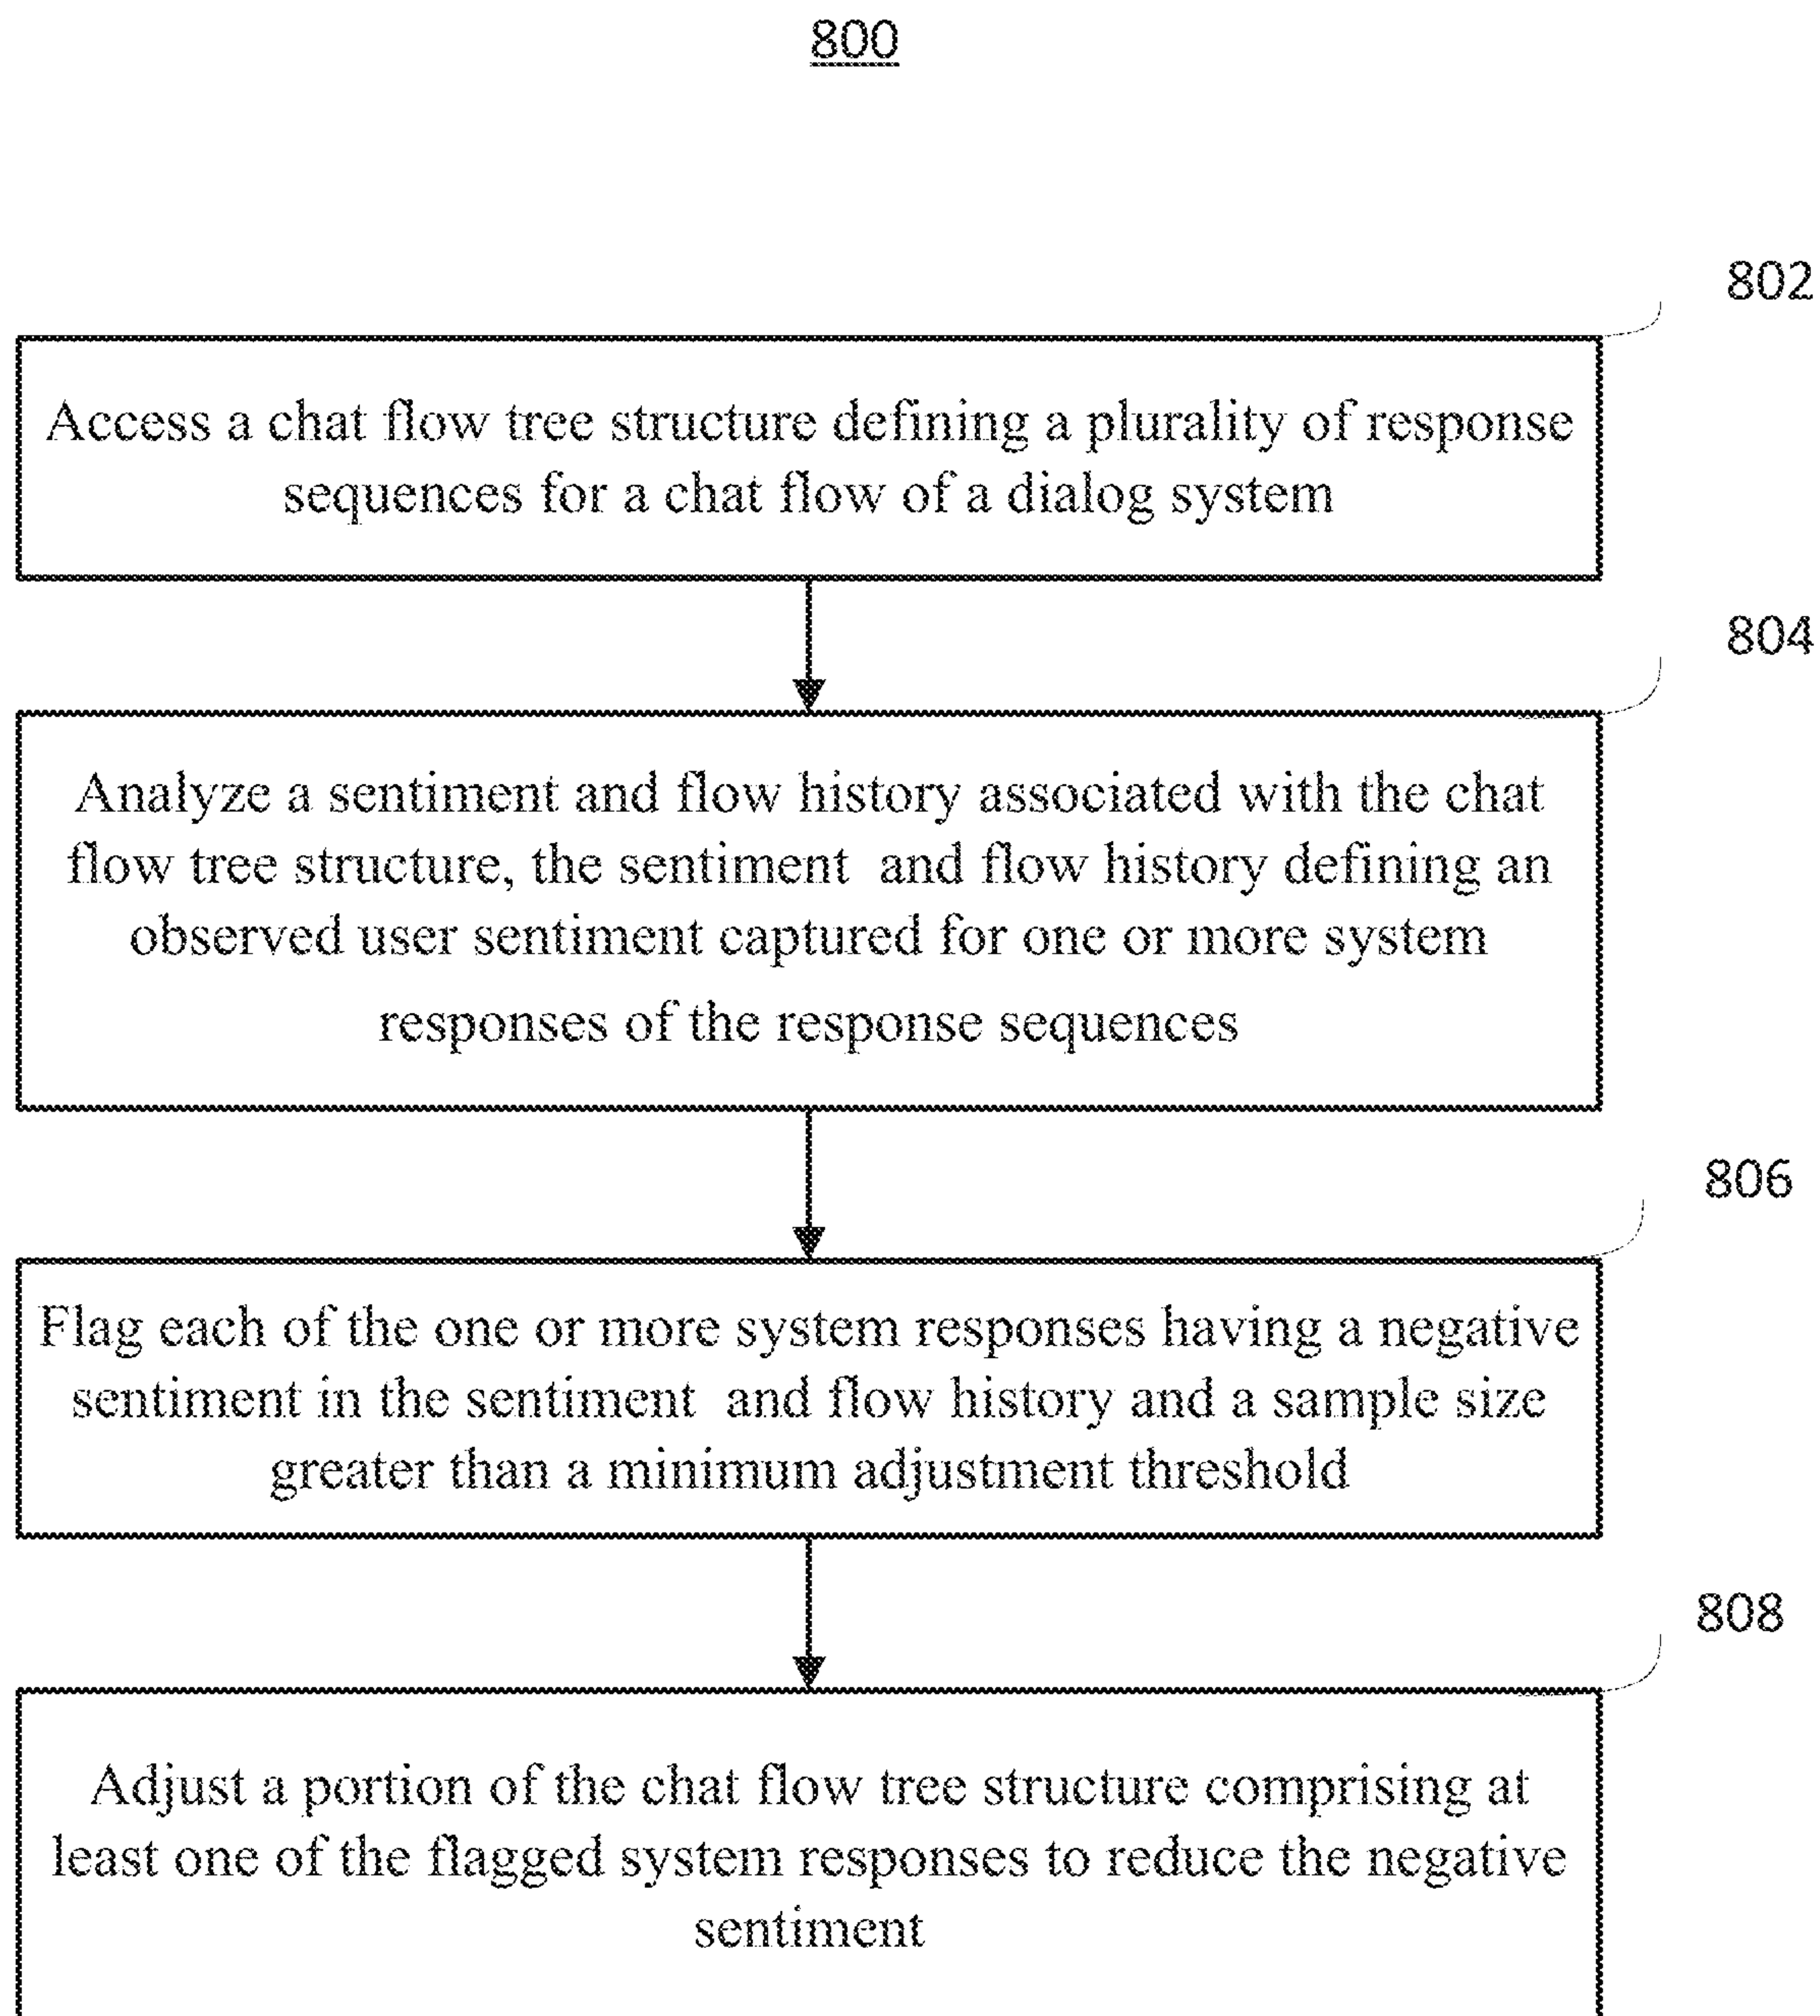 800
802
Access a chat flow tree structure defining a plurality of response
sequences for a chat flow of a dialog system
804
Analyze a sentiment and flow history associated with the chat
flow tree structure, the sentiment and flow history defining an
observed user sentiment captured for one or more system
responses of the response sequences
806
Flag each of the one or more system responses having a negative
sentiment in the sentiment and flow history and a sample size
greater than a minimum adjustment threshold
808
Adjust a portion of the chat flow tree structure comprising at
least one of the flagged system responses to reduce the negative
sentiment